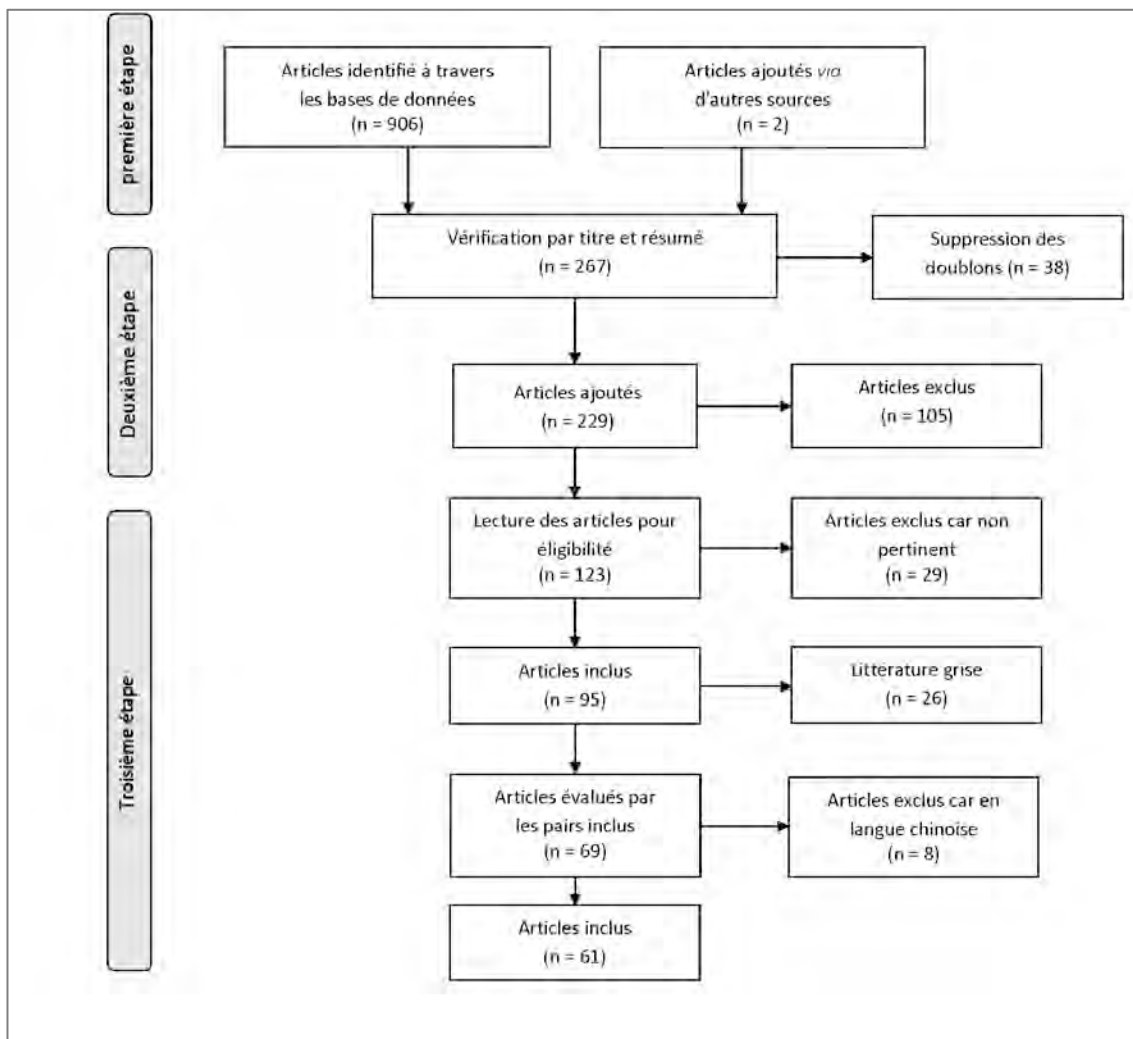 première étape
Articles identifié à travers
les bases de données
(n = 906)
Articles ajoutés via
d'autres sources
(n = 2)
Vérification par titre et résumé
(n = 267)
Suppression des
doublons (n = 38)
Deuxième étape
Articles ajoutés
(n = 229)
Articles exclus
(n = 105)
Troisième étape
Lecture des articles pour
éligibilité
(n = 123)
Articles exclus car non
pertinent
(n = 29)
Articles inclus
(n = 95)
Littérature grise
(n = 26)
Articles évalués par
les pairs inclus
(n = 69)
Articles exclus car en
langue chinoise
(n = 8)
Articles inclus
(n = 61)